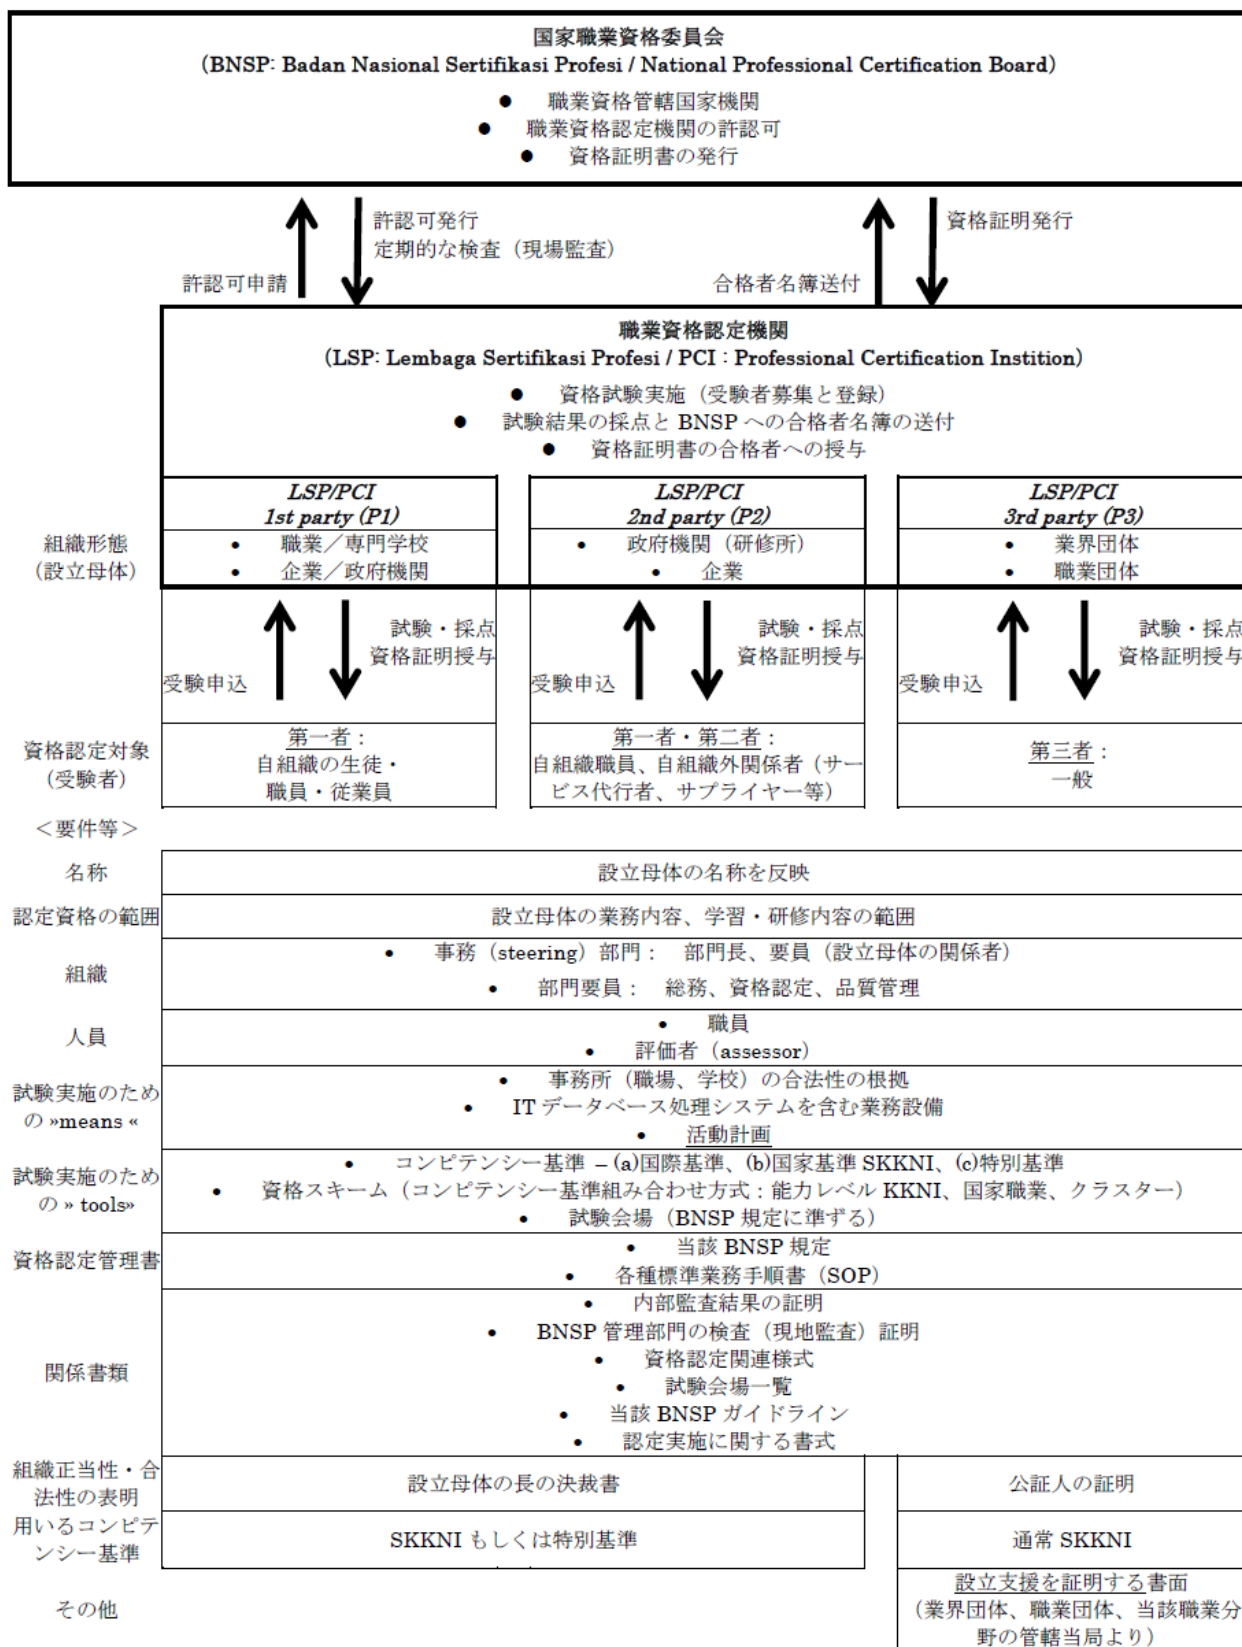 国家職業資格委員会
（BNSP: Badan Nasional Sertifikasi Profesi / National Professional Certification Board）
● 職業資格管轄国家機関
● 職業資格認定機関の許認可
● 資格証明書の発行
許認可発行
定期的な検査（現場監査）
許認可申請
資格証明発行
合格者名簿送付
職業資格認定機関
（LSP: Lembaga Sertifikasi Profesi / PCI : Professional Certification Instition）
● 資格試験実施（受験者募集と登録）
● 試験結果の採点と BNSP への合格者名簿の送付
● 資格証明書の合格者への授与
組織形態
（設立母体）
LSP/PCI
1st party (P1)
• 職業／専門学校
• 企業／政府機関
LSP/PCI
2nd party (P2)
• 政府機関（研修所）
• 企業
LSP/PCI
3rd party (P3)
• 業界団体
• 職業団体
試験・採点
資格証明授与
受験申込
試験・採点
資格証明授与
受験申込
試験・採点
資格証明授与
受験申込
資格認定対象
（受験者）
第一者：
自組織の生徒・
職員・従業員
第一者・第二者：
自組織職員、自組織外関係者（サー
ビス代行者、サプライヤー等）
第三者：
一般
＜要件等＞
名称
設立母体の名称を反映
認定資格の範囲
設立母体の業務内容、学習・研修内容の範囲
組織
• 事務（steering）部門： 部門長、要員（設立母体の関係者）
• 部門要員： 総務、資格認定、品質管理
人員
• 職員
• 評価者（assessor）
試験実施のため
の »means «
• 事務所（職場、学校）の合法性の根拠
• IT データベース処理システムを含む業務設備
• 活動計画
試験実施のため
の » tools»
• コンピテンシー基準 – (a)国際基準、(b)国家基準 SKKNI、(c)特別基準
• 資格スキーム（コンピテンシー基準組み合わせ方式：能力レベル KKNI、国家職業、クラスター）
• 試験会場（BNSP 規定に準ずる）
資格認定管理書
• 当該 BNSP 規定
• 各種標準業務手順書（SOP）
関係書類
• 内部監査結果の証明
• BNSP 管理部門の検査（現地監査）証明
• 資格認定関連様式
• 試験会場一覧
• 当該 BNSP ガイドライン
• 認定実施に関する書式
組織正当性・合
法性の表明
設立母体の長の決裁書
公証人の証明
用いるコンピテ
ンシー基準
SKKNI もしくは特別基準
通常 SKKNI
その他
設立支援を証明する書面
（業界団体、職業団体、当該職業分
野の管轄当局より）